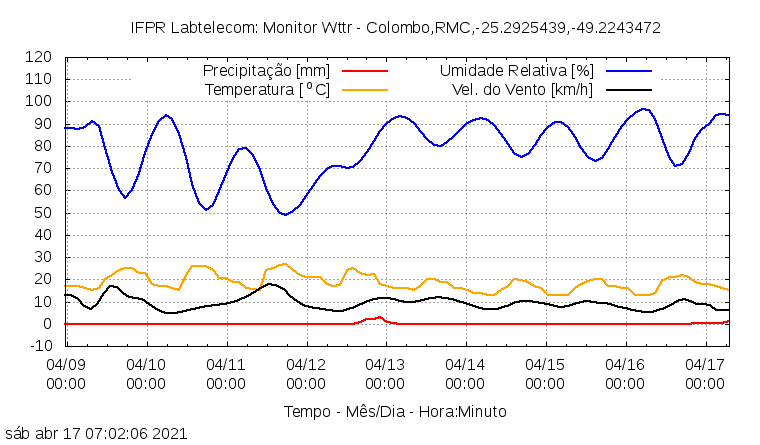 IFPR Labtelecom: Monitor Wttr - Colombo,RMC,-25.2925439,-49.2243472
120
110
100
90
80
70
60
50
40
30
20
10
0
-10
Precipitação [mm]
Temperatura [ ⁰C]
Umidade Relativa [%]
Vel. do Vento [km/h]
04/09 04/10 04/11 04/12 04/13 04/14 04/15 04/16 04/17
00:00 00:00 00:00 00:00 00:00 00:00 00:00 00:00 00:00
Tempo - Mês/Dia - Hora:Minuto
sáb abr 17 07:02:06 2021